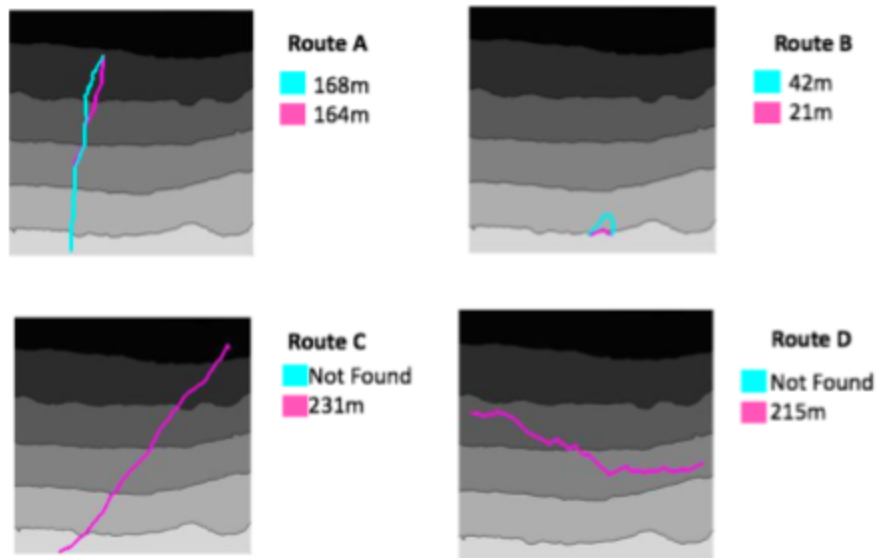 Route A
168m
164m
Route B
42m
21m
Route C
Not Found
231m
Route D
Not Found
215m